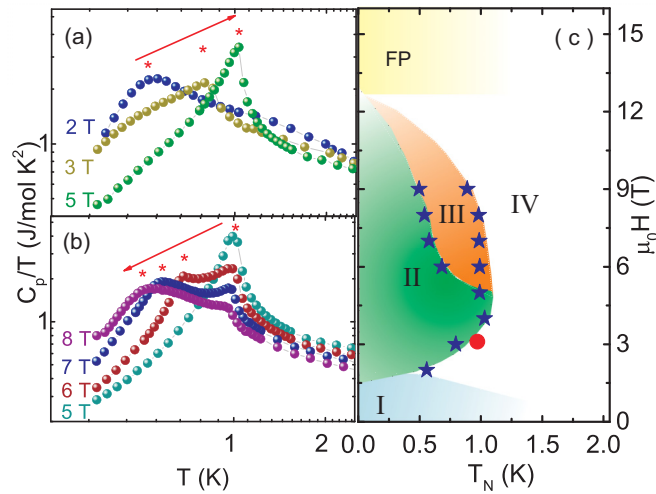 (a)
*
*
*
2 T
3 T
5 T
1
(b)
*
*
*
*
8 T
7 T
6 T
5 T
1
C_p/T (J/mol K²)
1
2
T (K)
(c)
FP
IV
III
II
I
0
3
6
9
12
15
μ⁰H (T)
0.0
0.5
1.0
1.5
2.0
T_N (K)